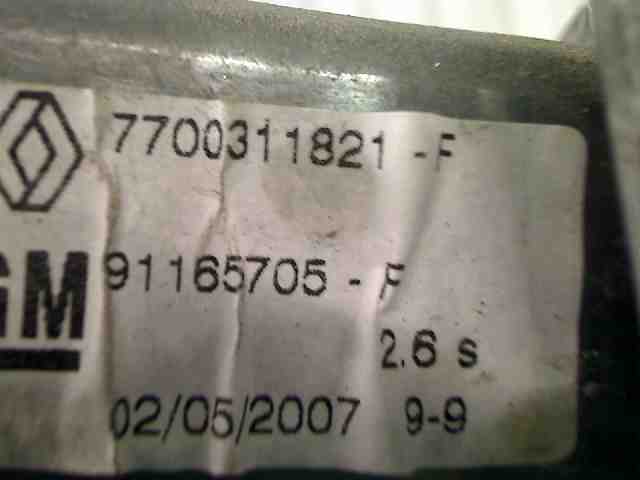 7700311821 - F
GM 91165705 - F
2.6 s
02/05/2007 9-9